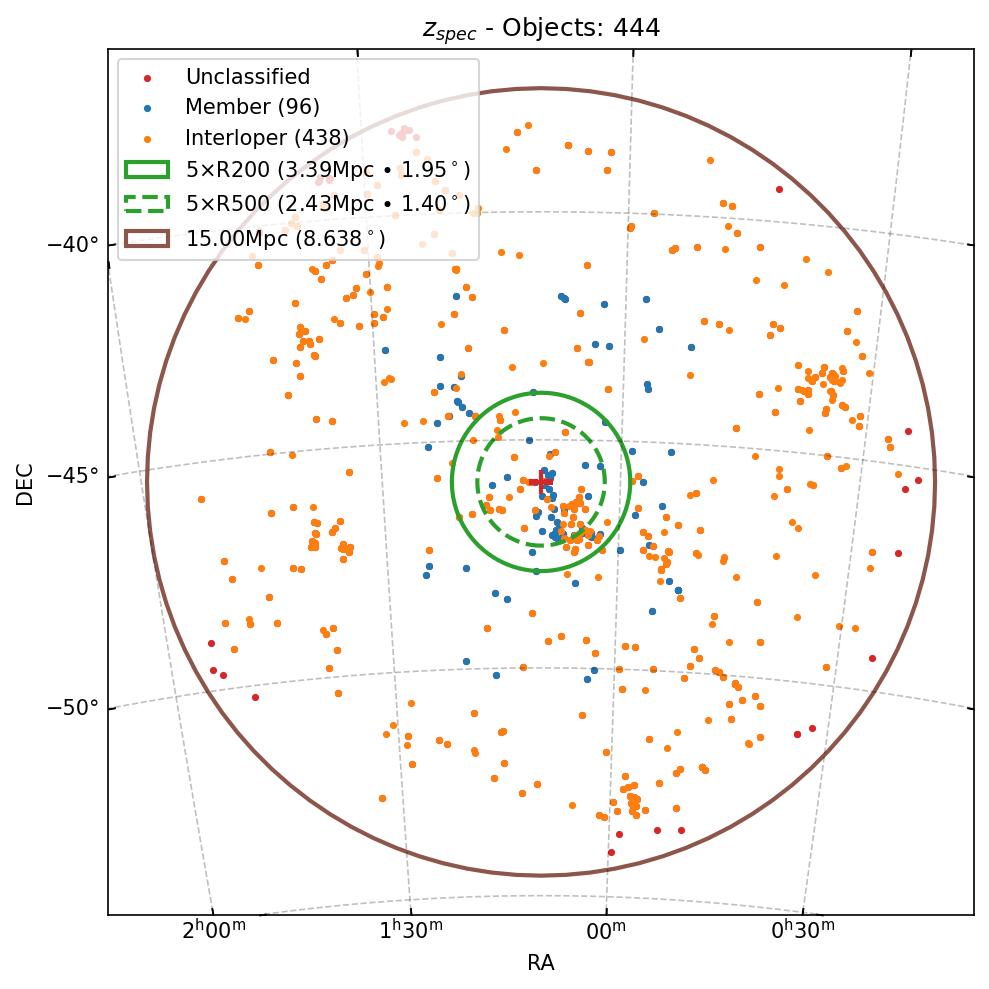 z_spec - Objects: 444
Unclassified
Member (96)
Interloper (438)
5×R200 (3.39Mpc • 1.95°)
5×R500 (2.43Mpc • 1.40°)
15.00Mpc (8.638°)
−40°
−45°
DEC
−50°
2h00m 1h30m 00m 0h30m
RA